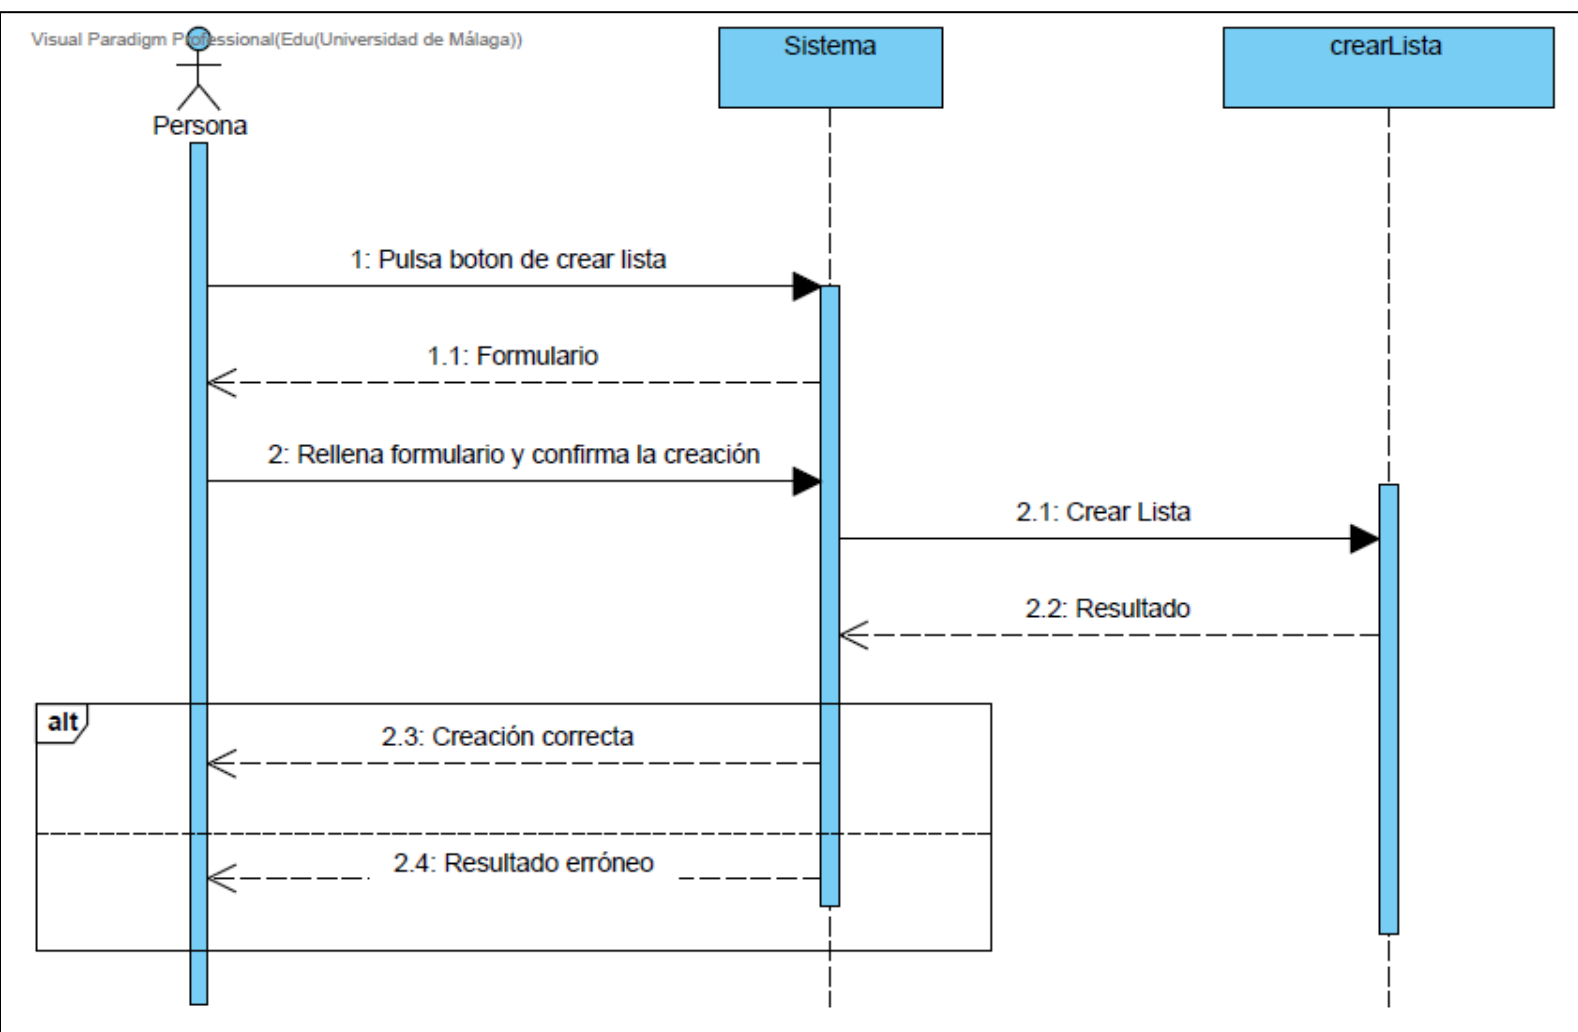 Visual Paradigm Professional(Edu(Universidad de Málaga))
Persona
Sistema
crearLista
1: Pulsa boton de crear lista
1.1: Formulario
2: Rellena formulario y confirma la creación
2.1: Crear Lista
2.2: Resultado
alt
2.3: Creación correcta
2.4: Resultado erróneo